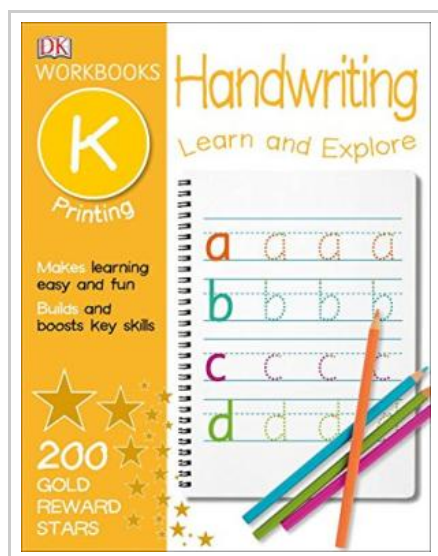 DK
WORKBOOKS
K
Printing
Makes learning
easy and fun
Builds and
boosts key skills
200
GOLD
REWARD
STARS
Handwriting
Learn and Explore
a a a a
b b b b
c c c c
d d d d